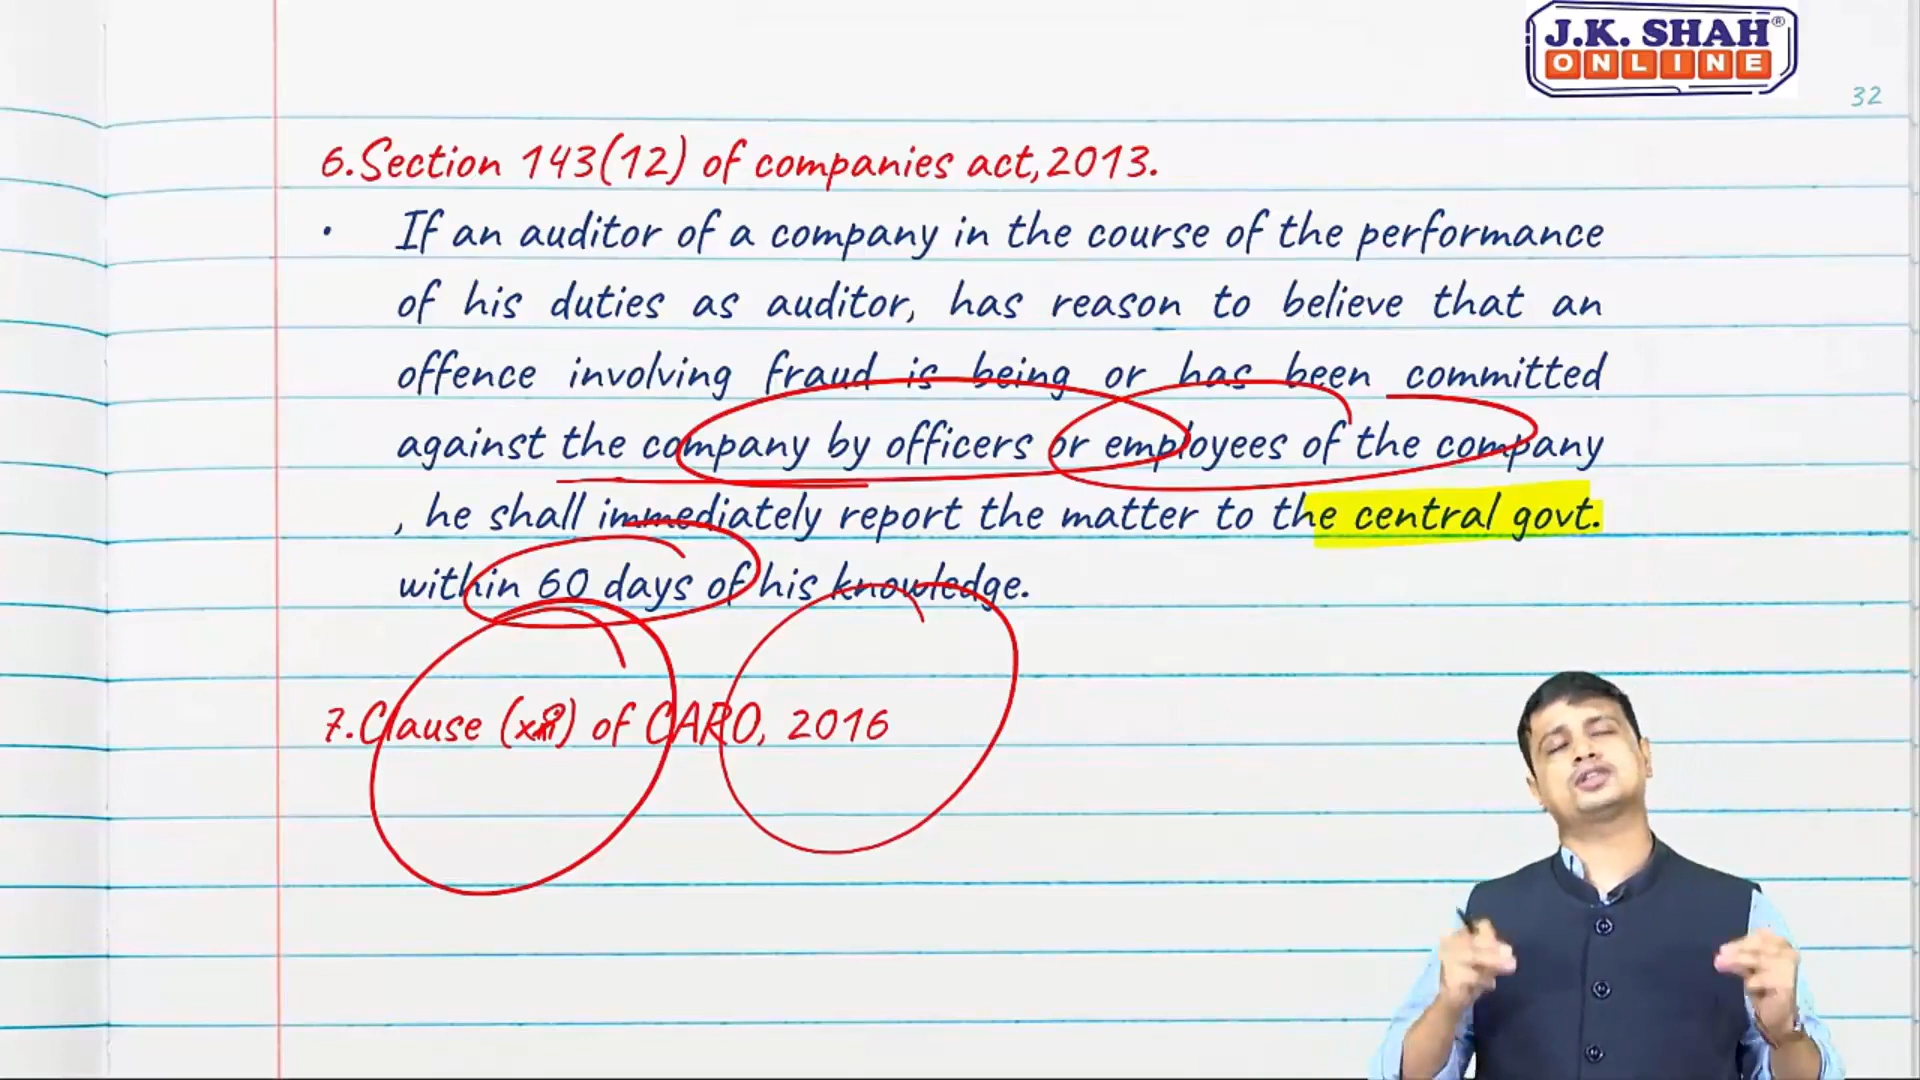 J.K. SHAH®
ONLINE
32
6.Section 143(12) of companies act,2013.
• If an auditor of a company in the course of the performance
of his duties as auditor, has reason to believe that an
offence involving fraud is being or has been committed
against the company by officers or employees of the company
, he shall immediately report the matter to the central govt.
within 60 days of his knowledge.
7.Clause of CARO, 2016